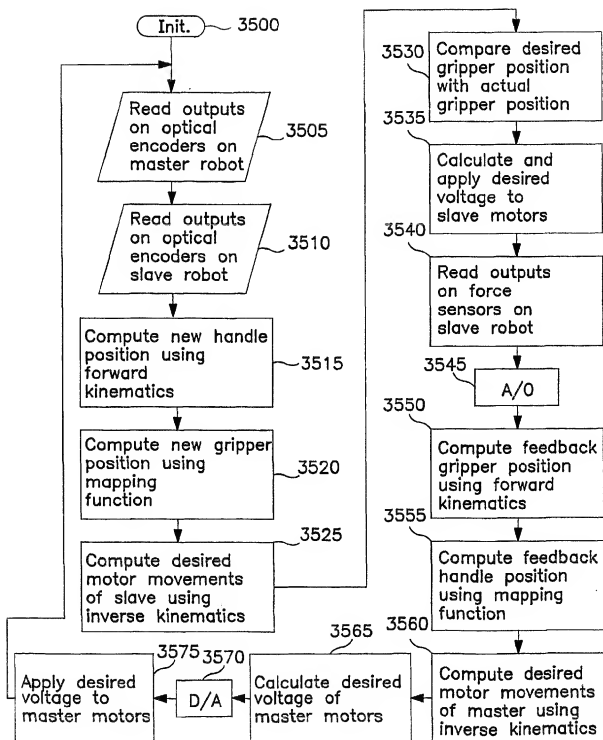 Init.
3500
Read outputs
on optical
encoders on
master robot
3505
Read outputs
on optical
encoders on
slave robot
3510
Compute new handle
position using
forward
kinematics
3515
Compute new gripper
position using
mapping
function
3520
3525
Compute desired
motor movements
of slave using
inverse kinematics
3530
Compare desired
gripper position
with actual
gripper position
3535
Calculate and
apply desired
voltage to
slave motors
3540
Read outputs
on force
sensors on
slave robot
3545
A/O
3550
Compute feedback
gripper position
using forward
kinematics
3555
Compute feedback
handle position
using mapping
function
3560
Compute desired
motor movements
of master using
inverse kinematics
3565
Calculate desired
voltage of
master motors
3570
D/A
3575
Apply desired
voltage to
master motors